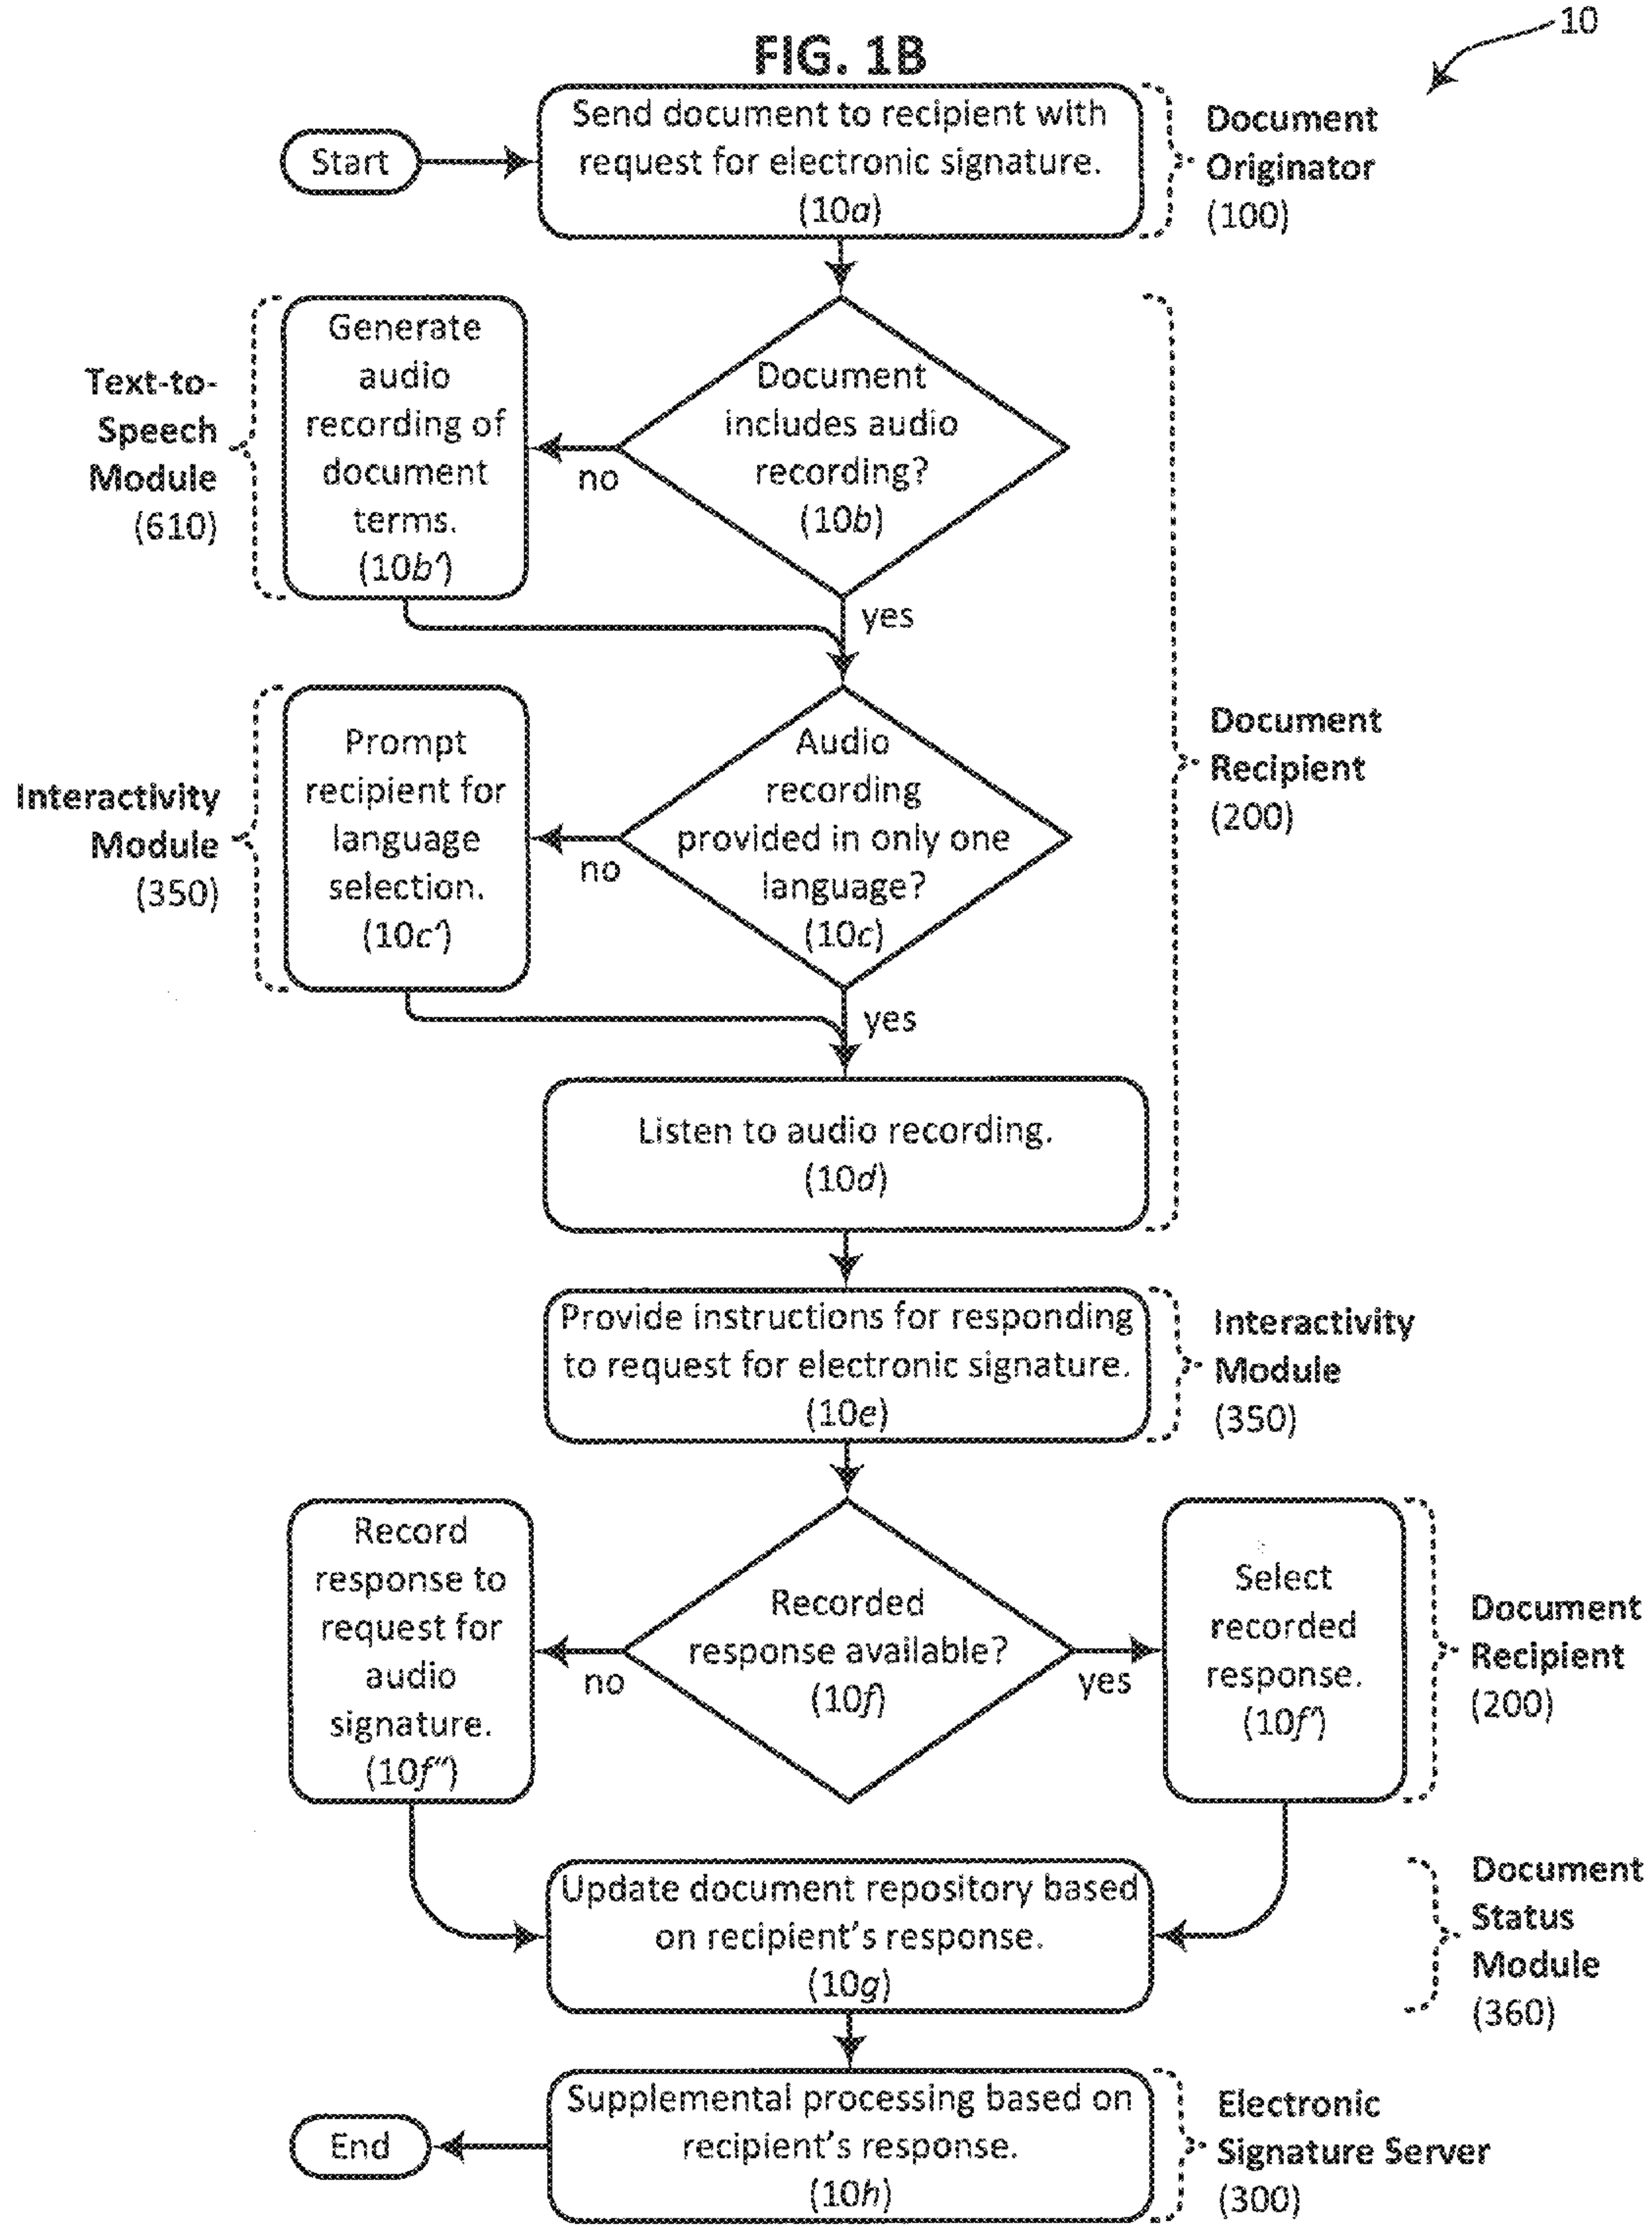 10
FIG. 1B
Start
Send document to recipient with
request for electronic signature.
(10a)
Document
Originator
(100)
Text-to-
Speech
Module
(610)
Generate
audio
recording of
document
terms.
(10b′)
no
Document
includes audio
recording?
(10b)
yes
Interactivity
Module
(350)
Prompt
recipient for
language
selection.
(10c′)
no
Audio
recording
provided in only one
language?
(10c)
yes
Document
Recipient
(200)
Listen to audio recording.
(10d)
Provide instructions for responding
to request for electronic signature.
(10e)
Interactivity
Module
(350)
Record
response to
request for
audio
signature.
(10f″)
no
Recorded
response available?
(10f)
yes
Select
recorded
response.
(10f′)
Document
Recipient
(200)
Update document repository based
on recipient's response.
(10g)
Document
Status
Module
(360)
End
Supplemental processing based on
recipient's response.
(10h)
Electronic
Signature Server
(300)